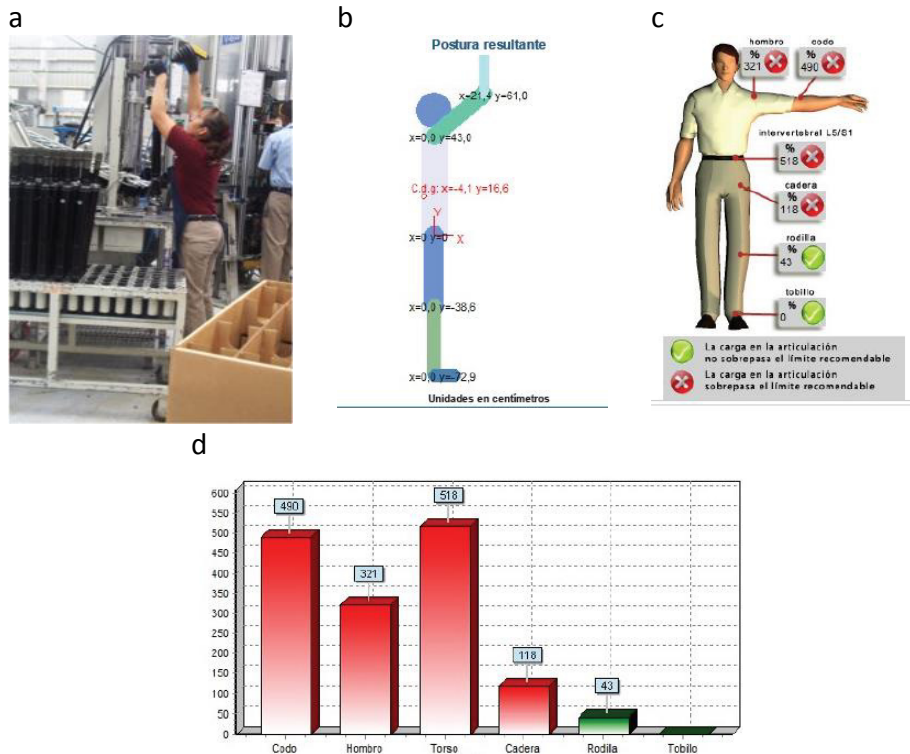 a
b
Postura resultante
x=21,4 y=61,0
x=0,0 y=43,0
C.d.g: x=-4,1 y=16,6
Y
X
x=0,0 y=0
x=0,0 y=-38,6
x=0,0 y=-72,9
Unidades en centímetros
c
hombro
%
321
codo
%
490
intervertebral L5/S1
%
518
cadera
%
118
rodilla
%
43
tobillo
%
0
La carga en la articulación
no sobrepasa el límite recomendable
La carga en la articulación
sobrepasa el límite recomendable
d
600
550
500
450
400
350
300
250
200
150
100
50
0
490
321
518
118
43
Codo
Hombro
Torso
Cadera
Rodilla
Tobillo